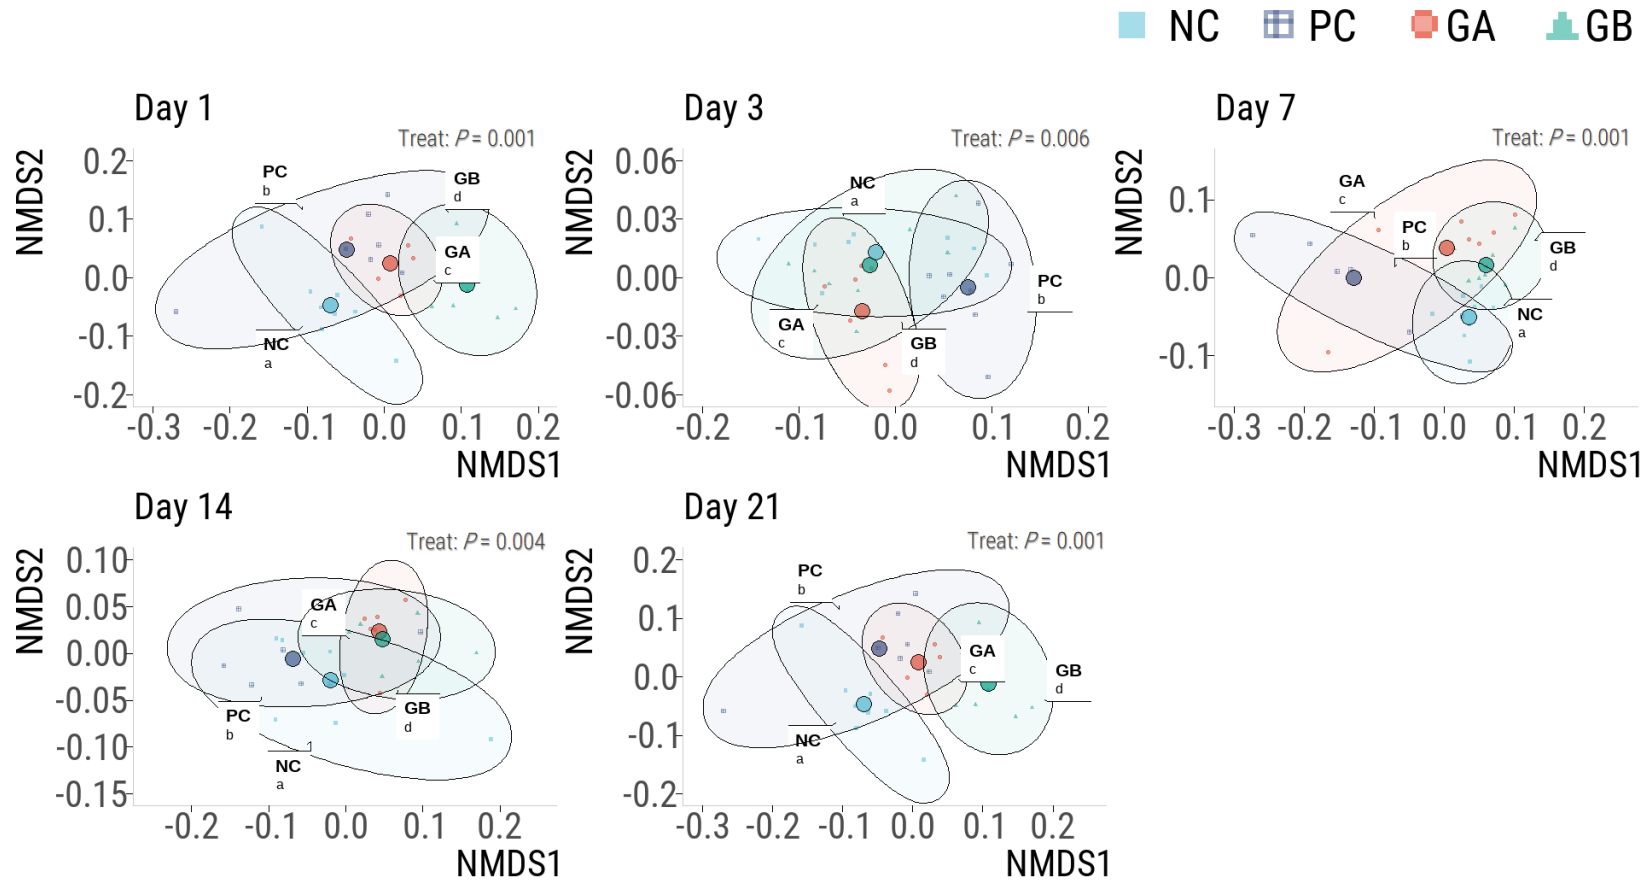 NC PC GA GB
Day 1
Treat: P = 0.001
NMDS2
0.2
0.1
0.0
-0.1
-0.2
PC
b
GB
d
GA
c
NC
a
-0.3 -0.2 -0.1 0.0 0.1 0.2
NMDS1
Day 3
Treat: P = 0.006
NMDS2
0.06
0.03
0.00
-0.03
-0.06
NC
a
PC
b
GA
c
GB
d
-0.2 -0.1 0.0 0.1 0.2
NMDS1
Day 7
Treat: P = 0.001
NMDS2
0.1
0.0
-0.1
GA
c
PC
b
GB
d
NC
a
-0.3 -0.2 -0.1 0.0 0.1 0.2
NMDS1
Day 14
Treat: P = 0.004
NMDS2
0.10
0.05
0.00
-0.05
-0.10
-0.15
GA
c
PC
b
GB
d
NC
a
-0.2 -0.1 0.0 0.1 0.2
NMDS1
Day 21
Treat: P = 0.001
NMDS2
0.2
0.1
0.0
-0.1
-0.2
PC
b
GA
c
GB
d
NC
a
-0.3 -0.2 -0.1 0.0 0.1 0.2
NMDS1